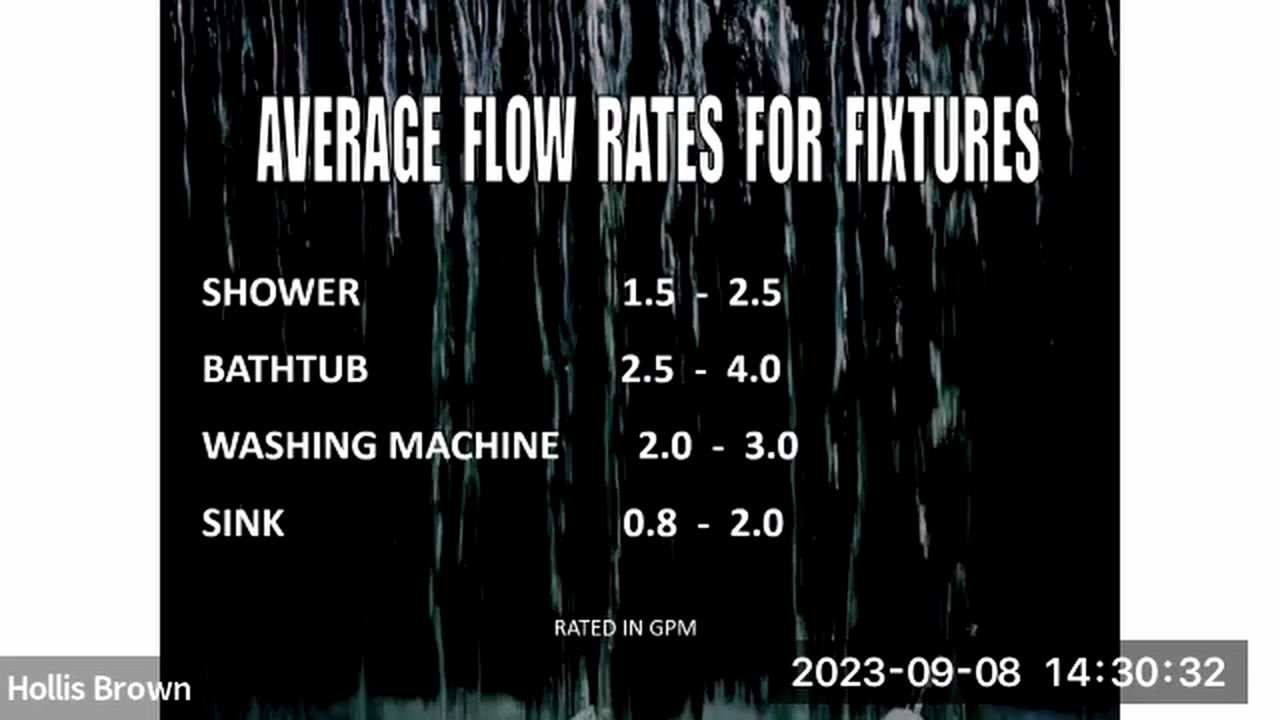 AVERAGE FLOW RATES FOR FIXTURES
SHOWER 1.5 - 2.5
BATHTUB 2.5 - 4.0
WASHING MACHINE 2.0 - 3.0
SINK 0.8 - 2.0
RATED IN GPM
2023-09-08 14:30:32
Hollis Brown